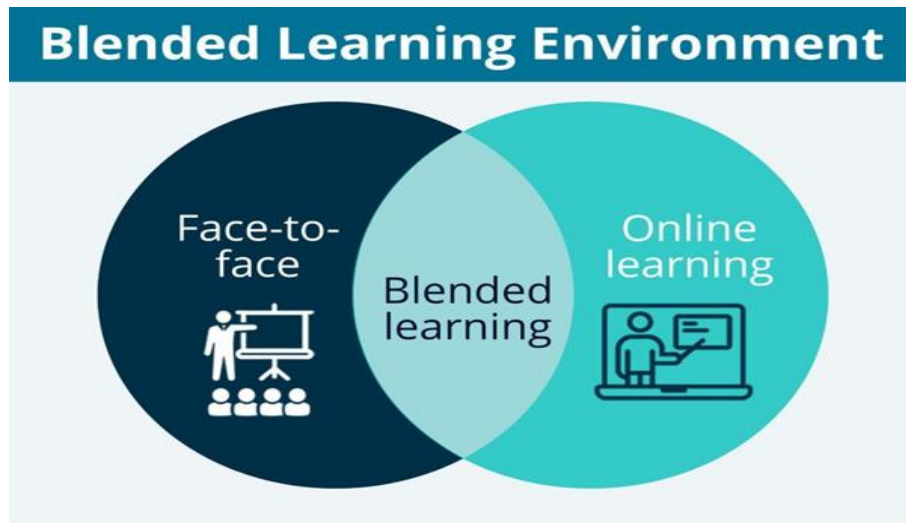 Blended Learning Environment
Face-to-
face
Blended
learning
Online
learning